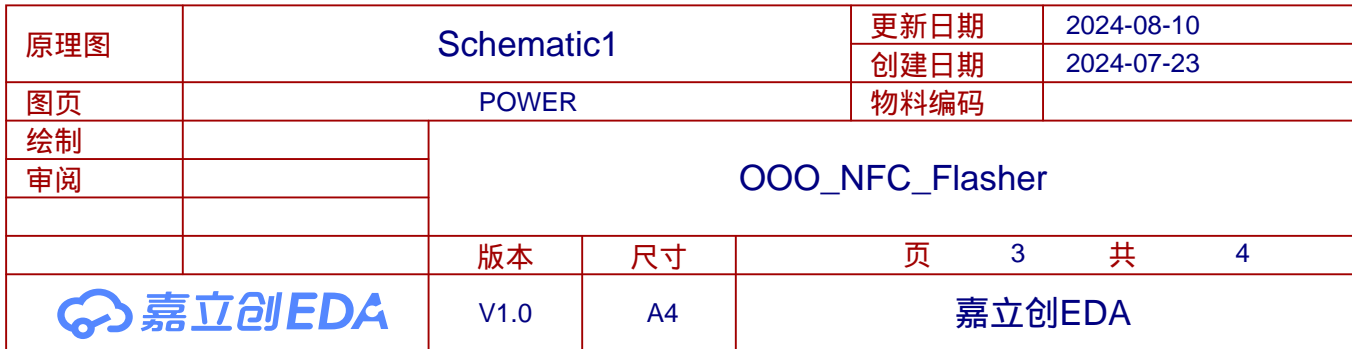 原理图 Schematic1 更新日期 2024-08-10
创建日期 2024-07-23
图页 POWER 物料编码
绘制
审阅 OOO_NFC_Flasher
版本 尺寸 页 3 共 4
嘉立创EDA V1.0 A4 嘉立创EDA